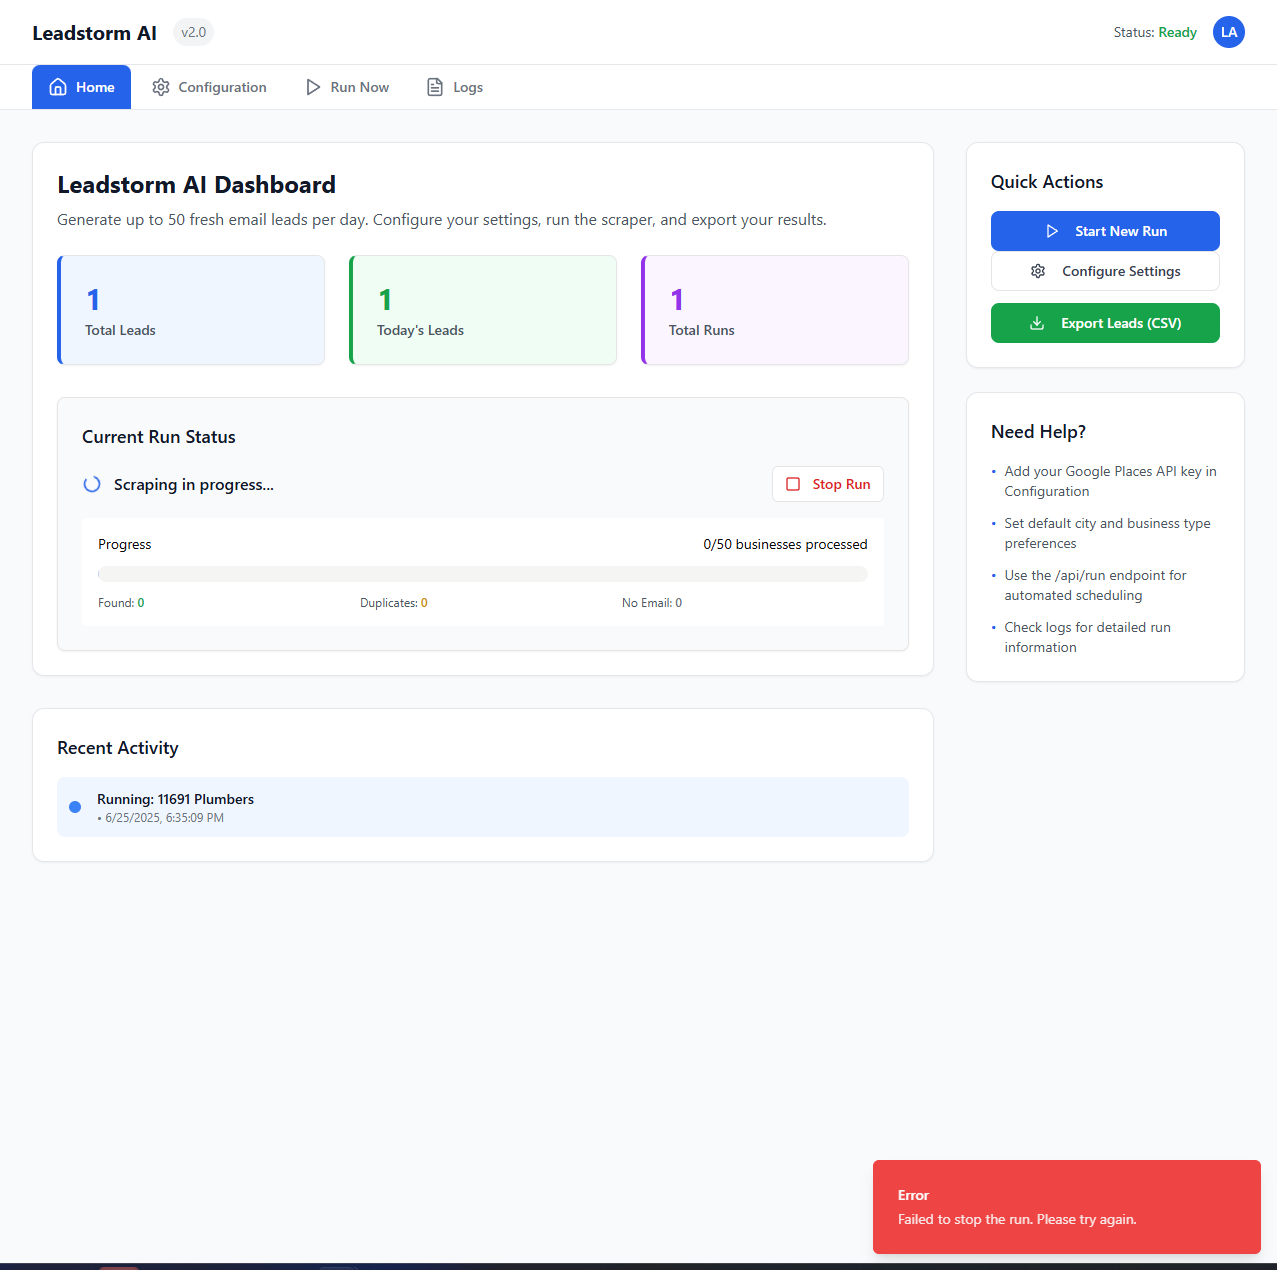 Leadstorm AI v2.0
Status: Ready LA
Home Configuration Run Now Logs
Leadstorm AI Dashboard
Generate up to 50 fresh email leads per day. Configure your settings, run the scraper, and export your results.
1
Total Leads
1
Today's Leads
1
Total Runs
Current Run Status
Scraping in progress...
Stop Run
Progress
0/50 businesses processed
Found: 0
Duplicates: 0
No Email: 0
Recent Activity
Running: 11691 Plumbers
• 6/25/2025, 6:35:09 PM
Quick Actions
Start New Run
Configure Settings
Export Leads (CSV)
Need Help?
• Add your Google Places API key in
Configuration
• Set default city and business type
preferences
• Use the /api/run endpoint for
automated scheduling
• Check logs for detailed run
information
Error
Failed to stop the run. Please try again.